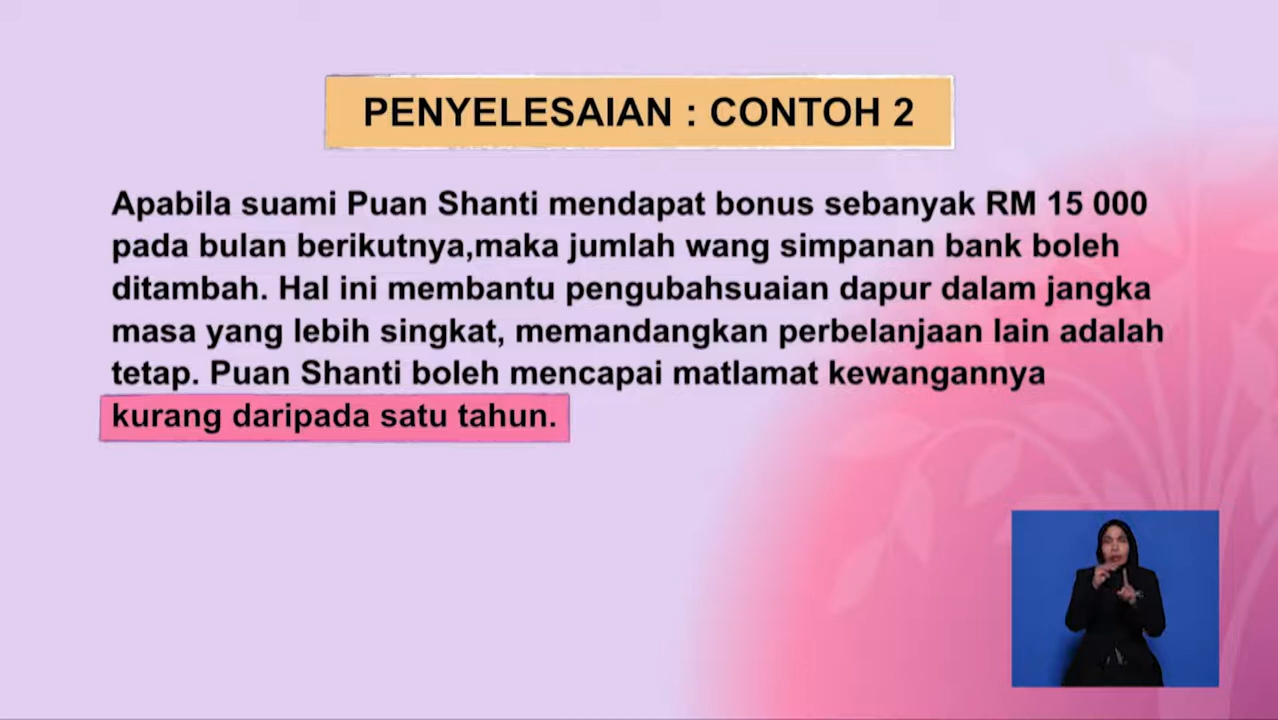 PENYELESAIAN : CONTOH 2
Apabila suami Puan Shanti mendapat bonus sebanyak RM 15 000
pada bulan berikutnya,maka jumlah wang simpanan bank boleh
ditambah. Hal ini membantu pengubahsuaian dapur dalam jangka
masa yang lebih singkat, memandangkan perbelanjaan lain adalah
tetap. Puan Shanti boleh mencapai matlamat kewangannya
kurang daripada satu tahun.